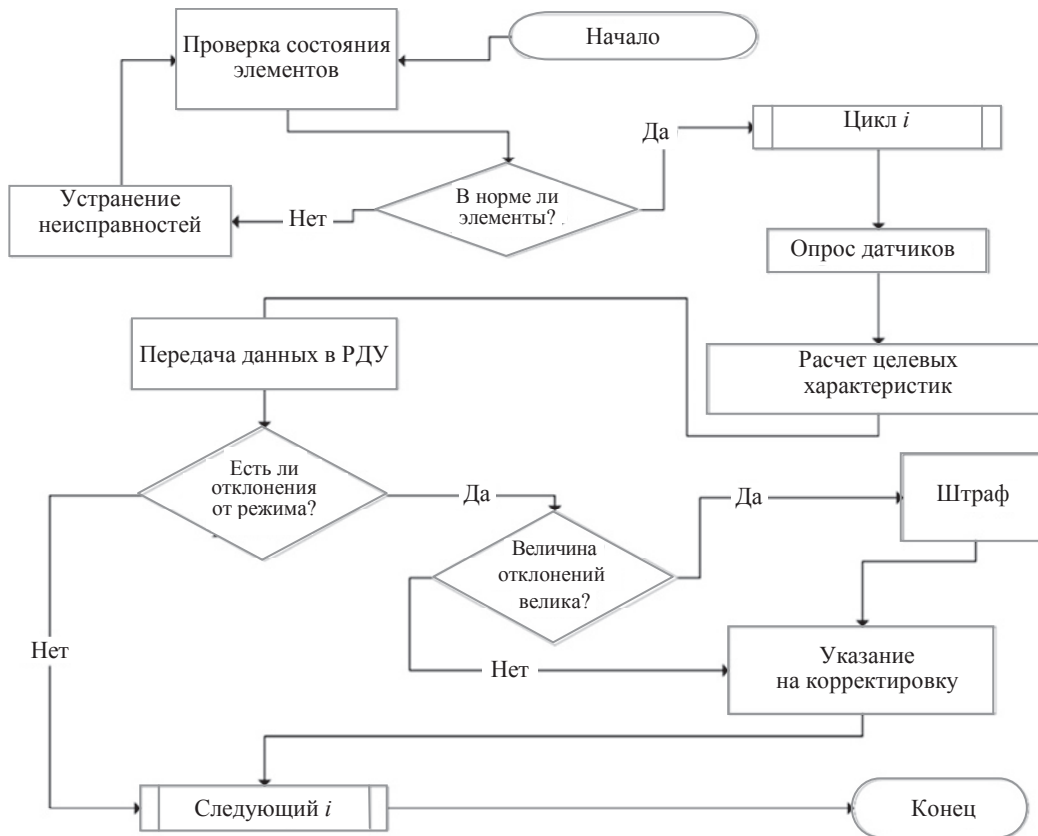 Начало
Проверка состояния
элементов
Да
Цикл i
В норме ли
элементы?
Нет
Устранение
неисправностей
Опрос датчиков
Расчет целевых
характеристик
Передача данных в РДУ
Есть ли
отклонения
от режима?
Да
Величина
отклонений
велика?
Да
Штраф
Нет
Нет
Указание
на корректировку
Следующий i
Конец